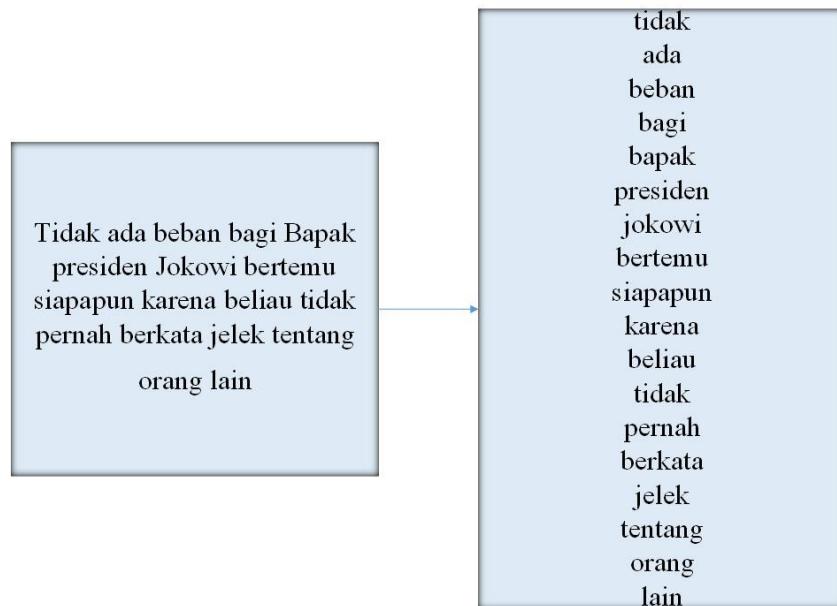 Tidak ada beban bagi Bapak
presiden Jokowi bertemu
siapapun karena beliau tidak
pernah berkata jelek tentang
orang lain
tidak
ada
beban
bagi
bapak
presiden
jokowi
bertemu
siapapun
karena
beliau
tidak
pernah
berkata
jelek
tentang
orang
lain